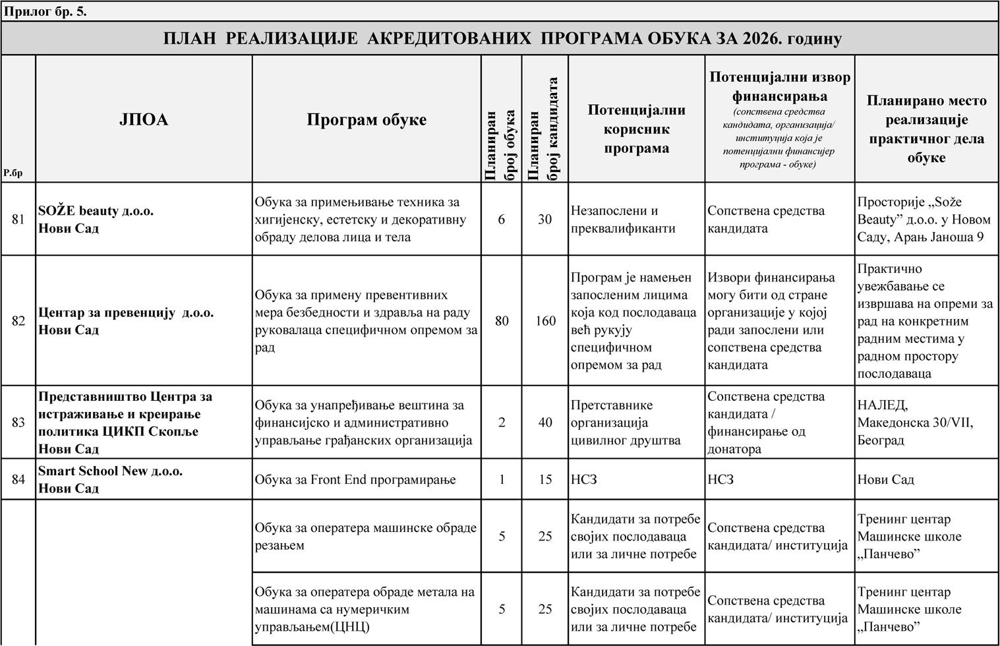 Прилог бр. 5.
ПЛАН РЕАЛИЗАЦИЈЕ АКРЕДИТОВАНИХ ПРОГРАМА ОБУКА ЗА 2026. годину
Р.бр
ЈПОА
Програм обуке
Планиран
број обука
Планиран
број кандидата
Потенцијални
корисник
програма
Потенцијални извор
финансирања
(сопствена средства
кандидата, организација/
институција која је
потенцијални финансијер
програма - обуке)
Планирано место
реализације
практичног дела
обуке
81
SOŽE beauty д.о.о.
Нови Сад
Обука за примењивање техника за
хигијенску, естетску и декоративну
обраду делова лица и тела
6
30
Незапослени и
преквалификанти
Сопствена средства
кандидата
Просторије „Sože
Beauty” д.о.о. у Новом
Саду, Арањ Јаноша 9
82
Центар за превенцију д.о.о.
Нови Сад
Обука за примену превентивних
мера безбедности и здравља на раду
руковалаца специфичном опремом за
рад
80
160
Програм је намењен
запосленим лицима
која код послодаваца
већ рукују
специфичном
опремом за рад
Извори финансирања
могу бити од стране
организације у којој
ради запослени или
сопствена средства
кандидата
Практично
увежбавање се
извршава на опреми за
рад на конкретним
радним местима у
радном простору
послодаваца
83
Представништво Центра за
истраживање и креирање
политика ЦИКП Скопље
Нови Сад
Обука за унапређивање вештина за
финансијско и административно
управљање грађанских организација
2
40
Претставнике
организација
цивилног друштва
Сопствена средства
кандидата /
финансирање од
донатора
НАЛЕД,
Македонска 30/VII,
Београд
84
Smart School New д.о.о.
Нови Сад
Обука за Front End програмирање
1
15
НСЗ
НСЗ
Нови Сад
Обука за оператера машинске обраде
резањем
5
25
Кандидати за потребе
својих послодаваца
или за личне потребе
Сопствена средства
кандидата/ институција
Тренинг центар
Машинске школе
„Панчево”
Обука за оператера обраде метала на
машинама са нумеричким
управљањем(ЦНЦ)
5
25
Кандидати за потребе
својих послодаваца
или за личне потребе
Сопствена средства
кандидата/ институција
Тренинг центар
Машинске школе
„Панчево”